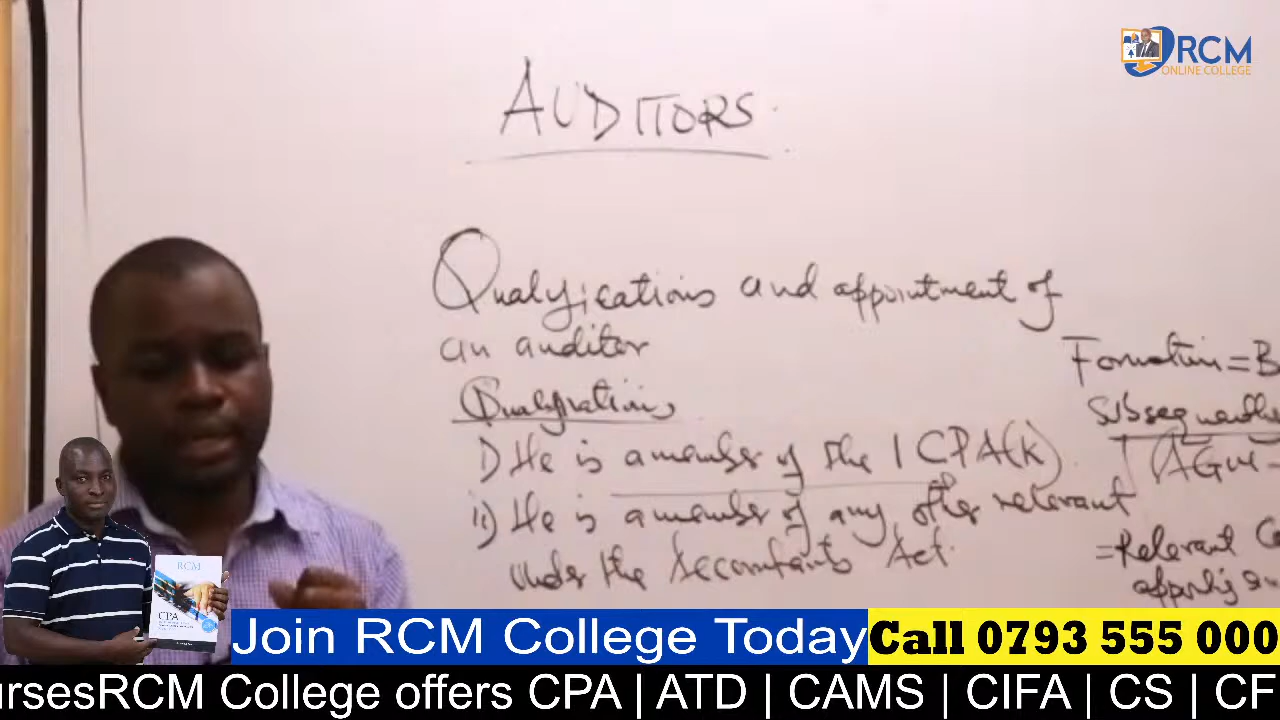 RCM
ONLINE COLLEGE
AUDITORS
Qualifications and appointment of
an auditor
Qualifications
i) He is a member of the ICPA(K)
ii) He is a member of any other relevant
under the Accountants Act.
Formation = B
Subsequently
(AGM -
= Relevant
RCM
CPA
Join RCM College Today
Call 0793 555 000
ursesRCM College offers CPA | ATD | CAMS | CIFA | CS | CF